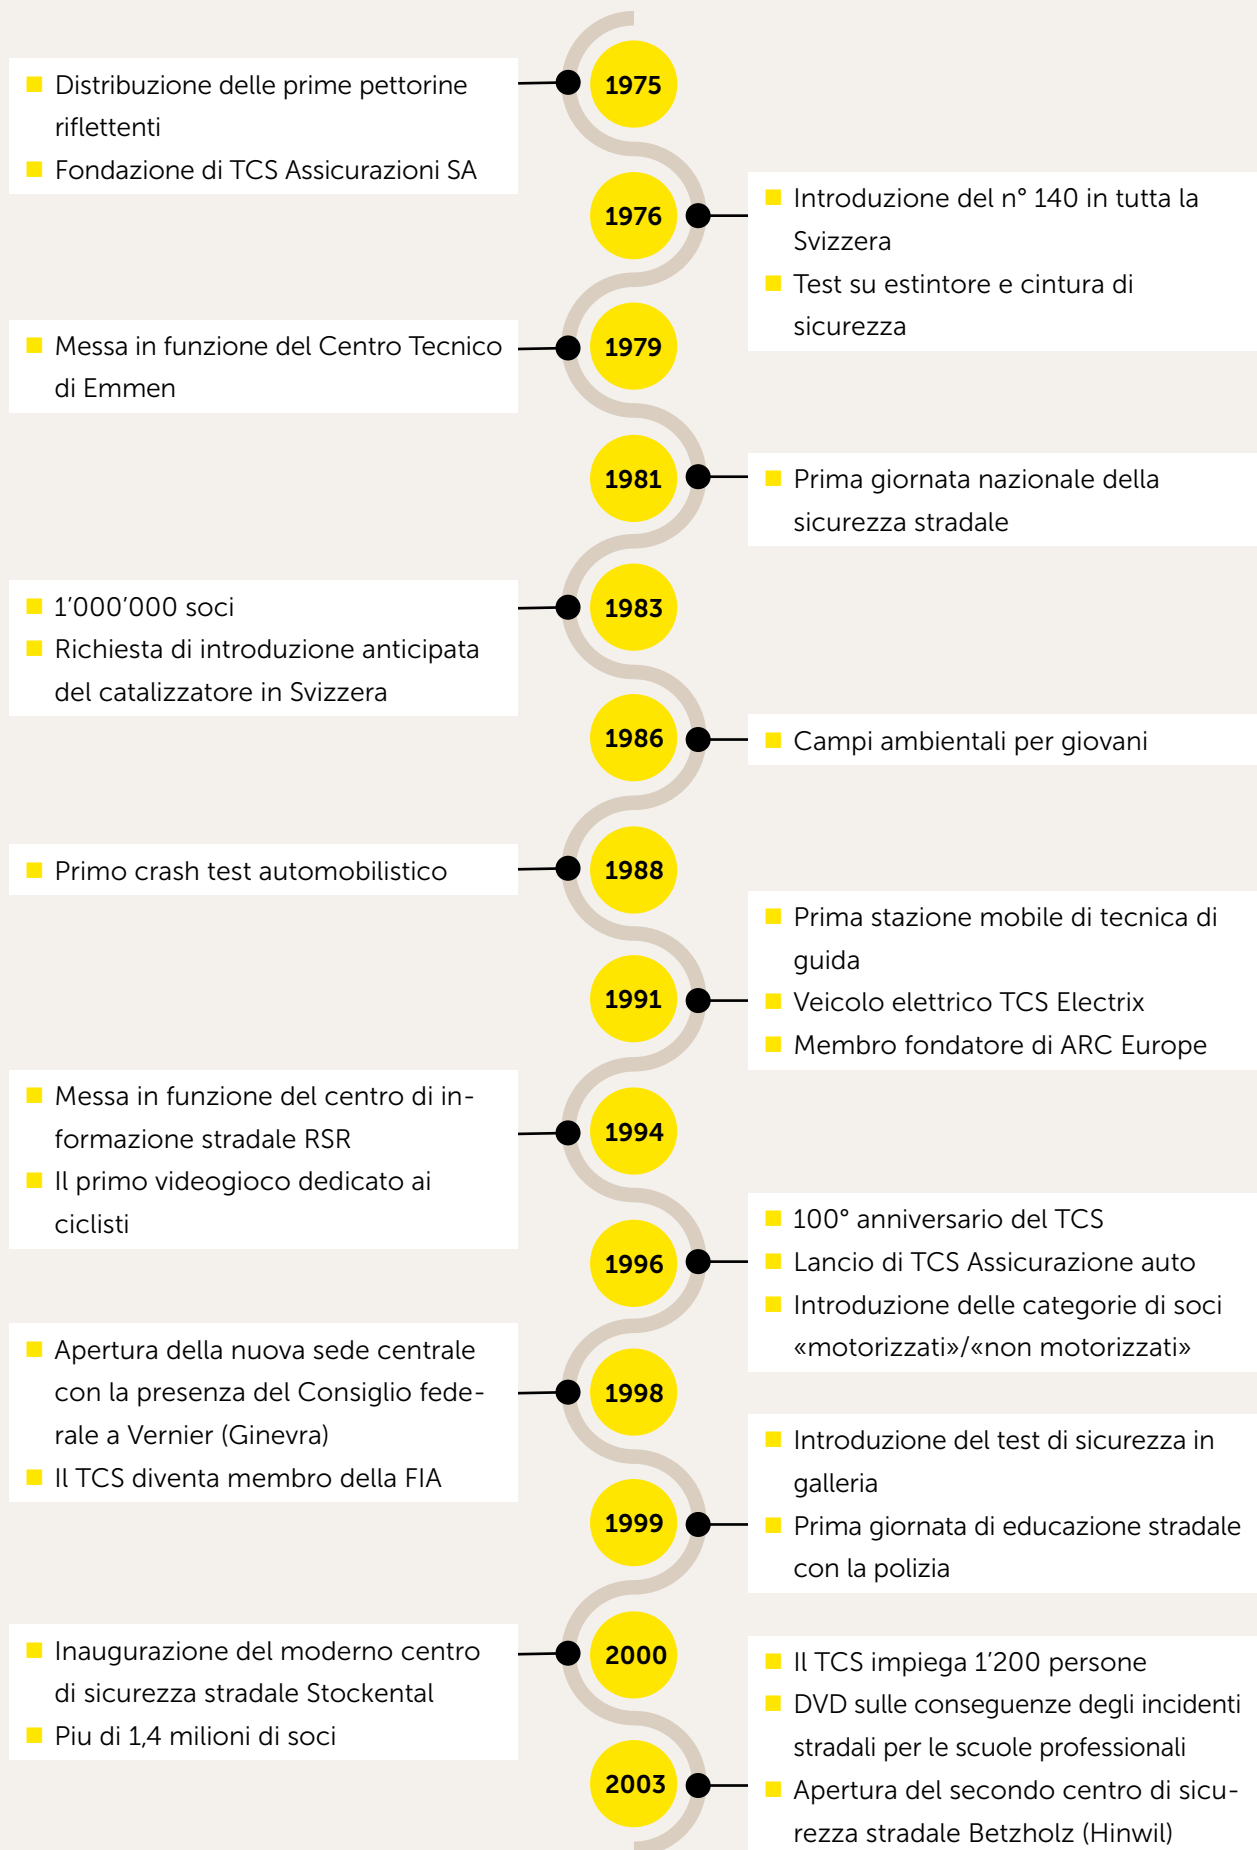 1975
Distribuzione delle prime pettorine
riflettenti
Fondazione di TCS Assicurazioni SA
1976
Introduzione del n° 140 in tutta la
Svizzera
Test su estintore e cintura di
sicurezza
1979
Messa in funzione del Centro Tecnico
di Emmen
1981
Prima giornata nazionale della
sicurezza stradale
1983
1’000’000 soci
Richiesta di introduzione anticipata
del catalizzatore in Svizzera
1986
Campi ambientali per giovani
1988
Primo crash test automobilistico
1991
Prima stazione mobile di tecnica di
guida
Veicolo elettrico TCS Electrix
Membro fondatore di ARC Europe
1994
Messa in funzione del centro di in-
formazione stradale RSR
Il primo videogioco dedicato ai
ciclisti
1996
100° anniversario del TCS
Lancio di TCS Assicurazione auto
Introduzione delle categorie di soci
«motorizzati»/«non motorizzati»
1998
Apertura della nuova sede centrale
con la presenza del Consiglio fede-
rale a Vernier (Ginevra)
Il TCS diventa membro della FIA
1999
Introduzione del test di sicurezza in
galleria
Prima giornata di educazione stradale
con la polizia
2000
Inaugurazione del moderno centro
di sicurezza stradale Stockental
Piu di 1,4 milioni di soci
2003
Il TCS impiega 1’200 persone
DVD sulle conseguenze degli incidenti
stradali per le scuole professionali
Apertura del secondo centro di sicu-
rezza stradale Betzholz (Hinwil)